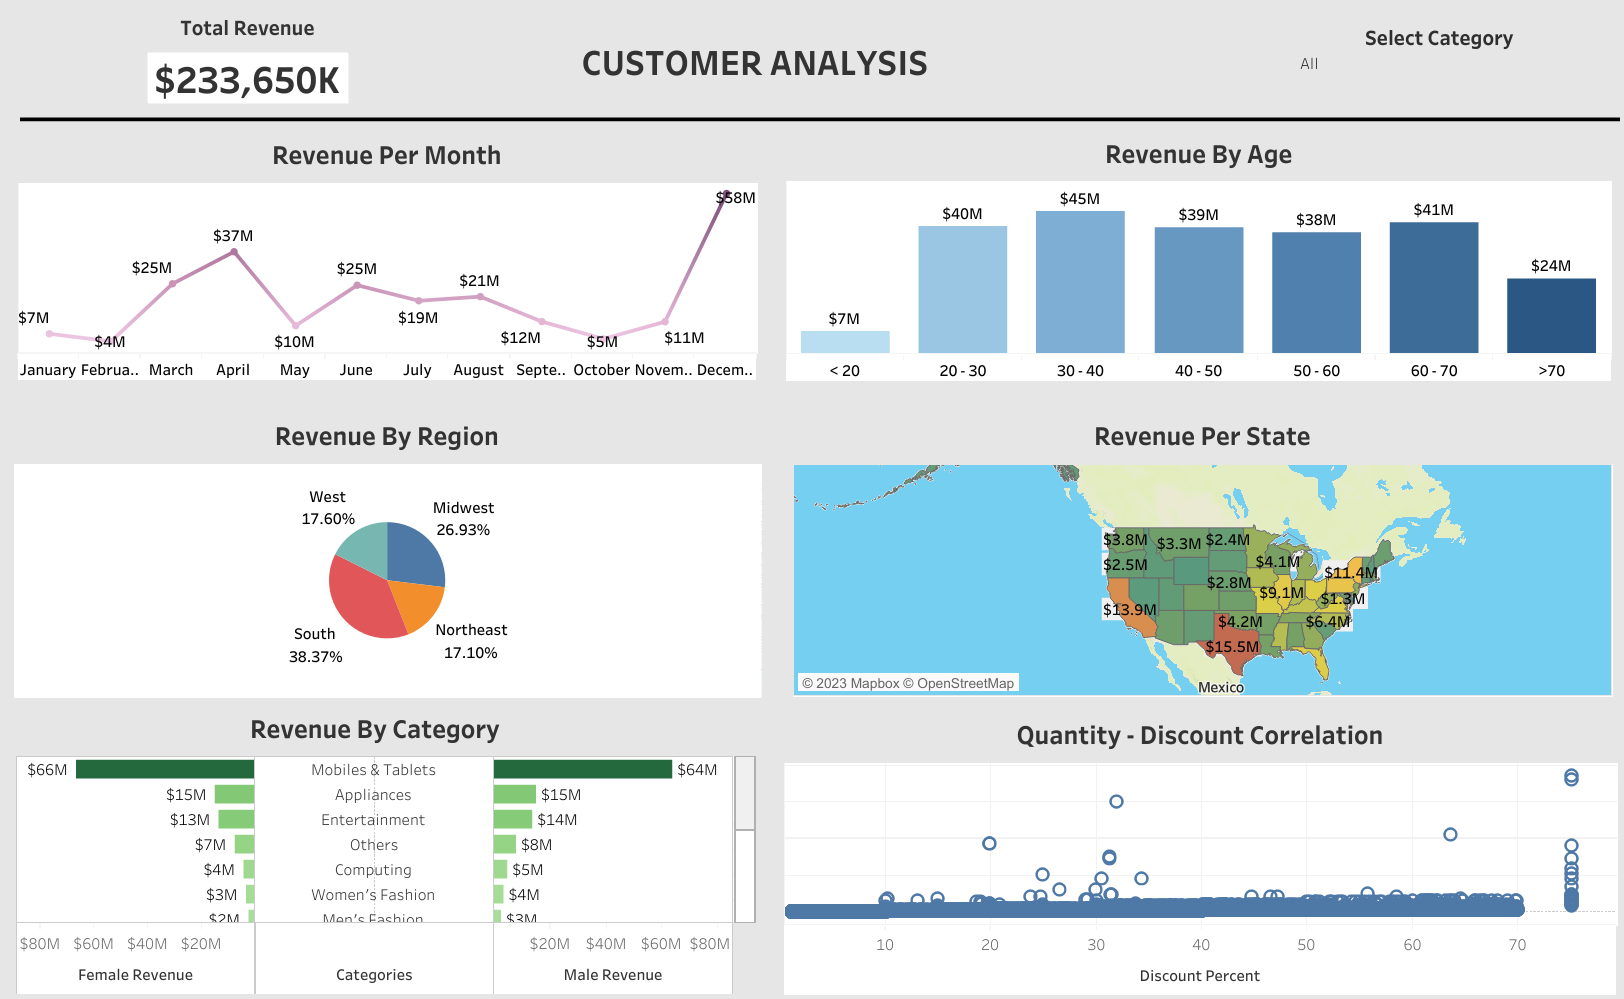 Total Revenue
$233,650K
CUSTOMER ANALYSIS
Select Category
All
Revenue Per Month
$7M
$4M
$25M
$37M
$10M
$25M
$19M
$21M
$12M
$5M
$11M
$58M
January Februa.. March April May June July August Septe.. October Novem.. Decem..
Revenue By Age
$7M
$40M
$45M
$39M
$38M
$41M
$24M
< 20 20 - 30 30 - 40 40 - 50 50 - 60 60 - 70 >70
Revenue By Region
West
17.60%
Midwest
26.93%
South
38.37%
Northeast
17.10%
Revenue Per State
$3.8M $3.3M $2.4M
$2.5M $4.1M $11.4M
$2.8M $9.1M $1.3M
$13.9M $4.2M $6.4M
$15.5M
Mexico
© 2023 Mapbox © OpenStreetMap
Revenue By Category
$66M Mobiles & Tablets $64M
$15M Appliances $15M
$13M Entertainment $14M
$7M Others $8M
$4M Computing $5M
$3M Women's Fashion $4M
$2M Men's Fashion $3M
$80M $60M $40M $20M $20M $40M $60M $80M
Female Revenue Categories Male Revenue
Quantity - Discount Correlation
10 20 30 40 50 60 70
Discount Percent